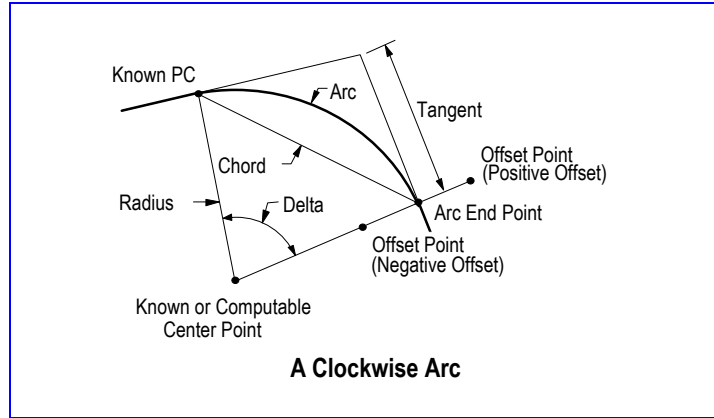 Known PC
Arc
Tangent
Chord
Offset Point
(Positive Offset)
Radius
Delta
Arc End Point
Offset Point
(Negative Offset)
Known or Computable
Center Point
A Clockwise Arc